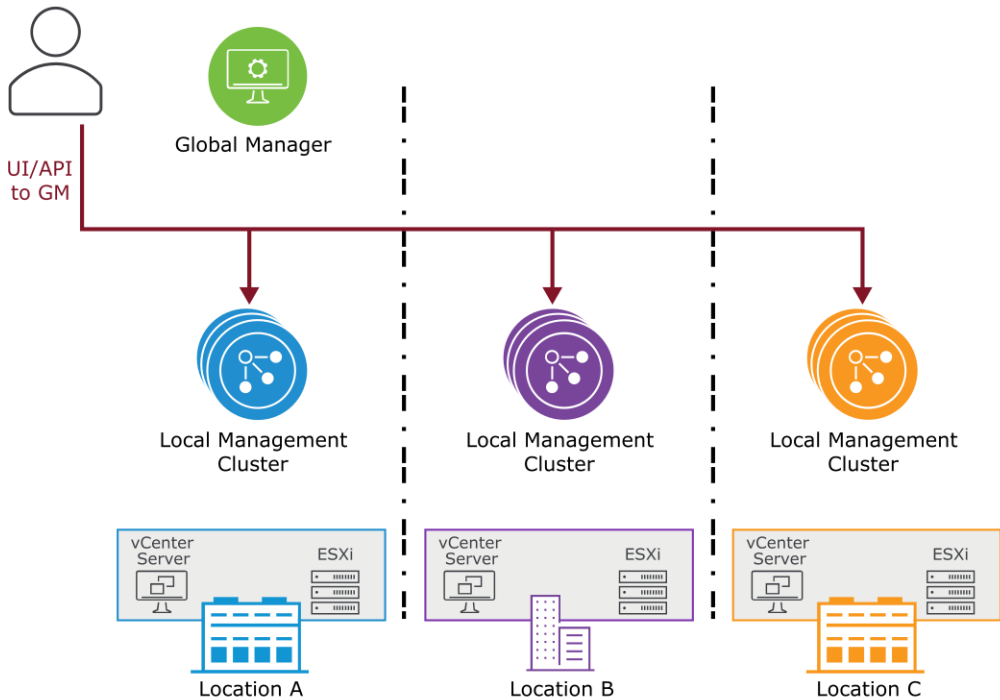 Global Manager
UI/API
to GM
Local Management
Cluster
Local Management
Cluster
Local Management
Cluster
vCenter
Server
ESXi
vCenter
Server
ESXi
vCenter
Server
ESXi
Location A
Location B
Location C